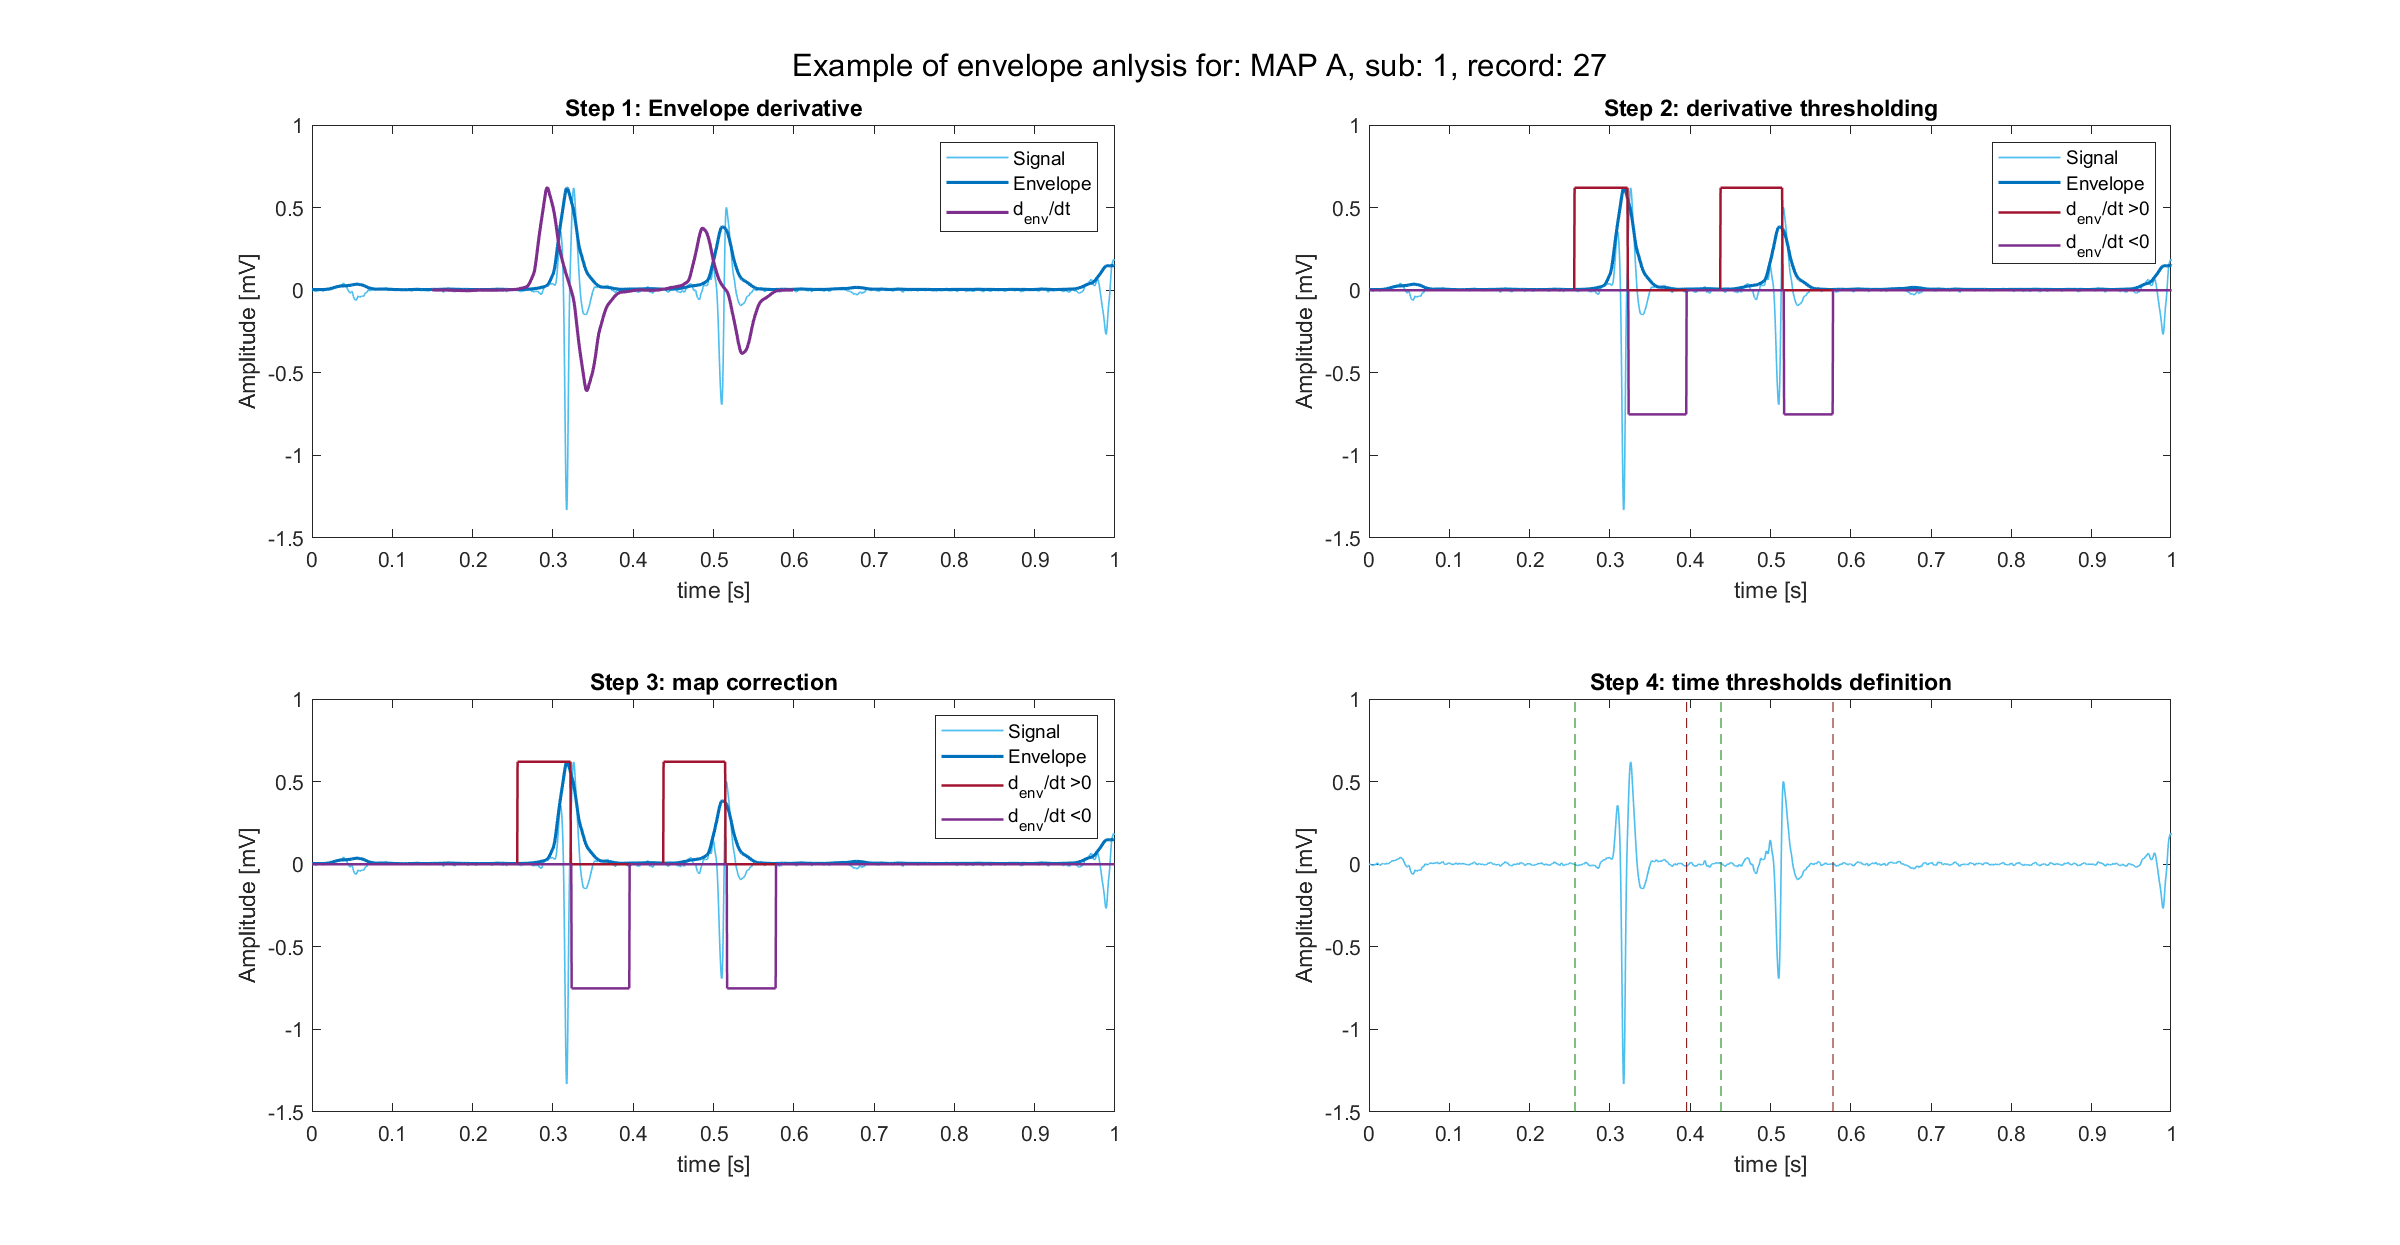 Example of envelope anlysis for: MAP A, sub: 1, record: 27
Step 1: Envelope derivative
1
0.5
0
-0.5
-1
-1.5
Amplitude [mV]
Signal
Envelope
d_env/dt
0 0.1 0.2 0.3 0.4 0.5 0.6 0.7 0.8 0.9 1
time [s]
Step 2: derivative thresholding
1
0.5
0
-0.5
-1
-1.5
Amplitude [mV]
Signal
Envelope
d_env/dt >0
d_env/dt <0
0 0.1 0.2 0.3 0.4 0.5 0.6 0.7 0.8 0.9 1
time [s]
Step 3: map correction
1
0.5
0
-0.5
-1
-1.5
Amplitude [mV]
Signal
Envelope
d_env/dt >0
d_env/dt <0
0 0.1 0.2 0.3 0.4 0.5 0.6 0.7 0.8 0.9 1
time [s]
Step 4: time thresholds definition
1
0.5
0
-0.5
-1
-1.5
Amplitude [mV]
0 0.1 0.2 0.3 0.4 0.5 0.6 0.7 0.8 0.9 1
time [s]